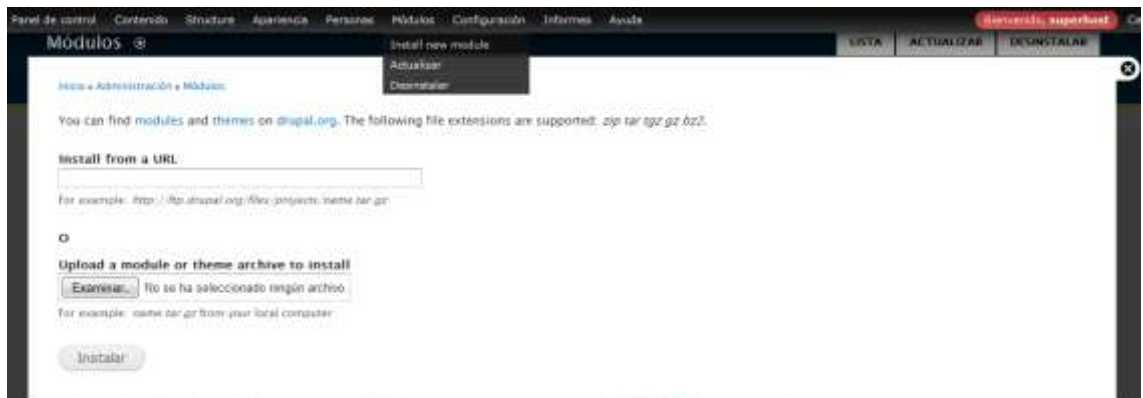 Panel de control Contenido Structure Apariencia Personas Módulos Configuración Informes Ayuda Bienvenido, superhost
Módulos
Install new module
Actualizar
Desinstalar
LISTA ACTUALIZAR DESINSTALAR
Inicio » Administración » Módulos
You can find modules and themes on drupal.org. The following file extensions are supported: zip tar tgz gz bz2.
Install from a URL
For example: http://ftp.drupal.org/files/projects/name.tar.gz
O
Upload a module or theme archive to install
Examinar... No se ha seleccionado ningún archivo.
For example: name.tar.gz from your local computer
Instalar